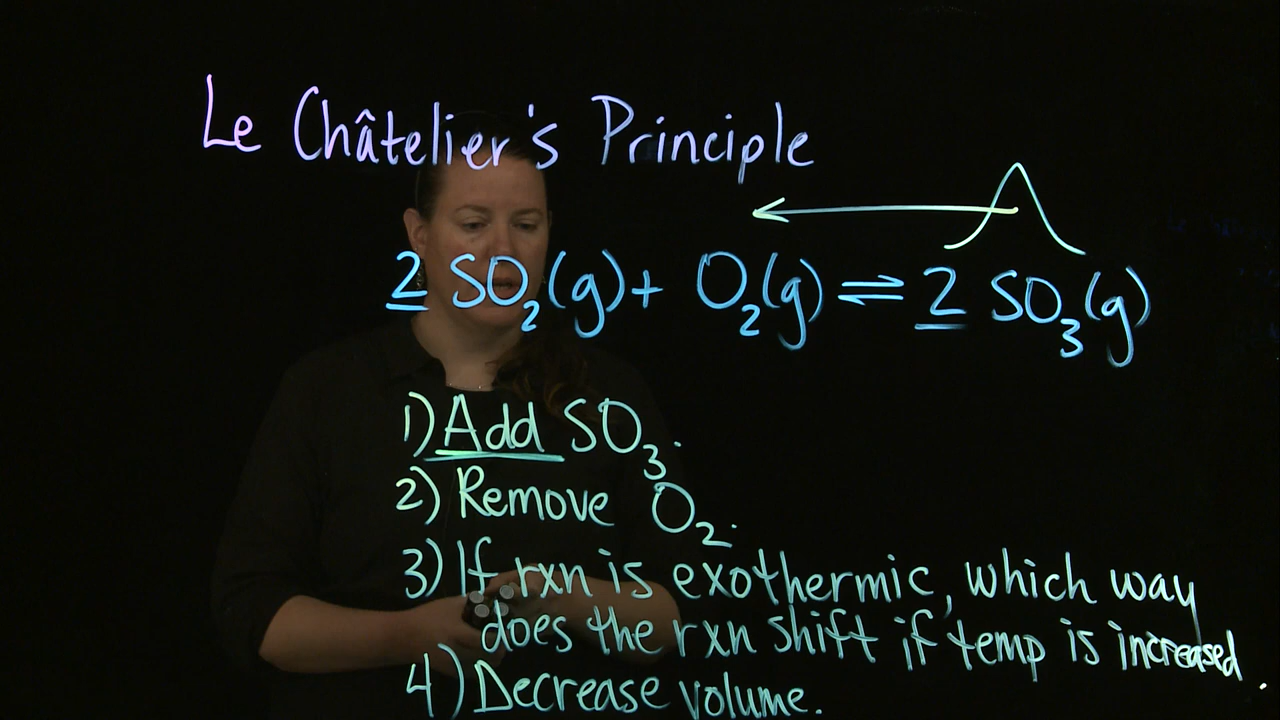 Le Châtelier's Principle
2 SO₂(g) + O₂(g) ⇌ 2 SO₃(g)
1) Add SO₃.
2) Remove O₂.
3) If rxn is exothermic, which way
does the rxn shift if temp is increased.
4) Decrease volume.